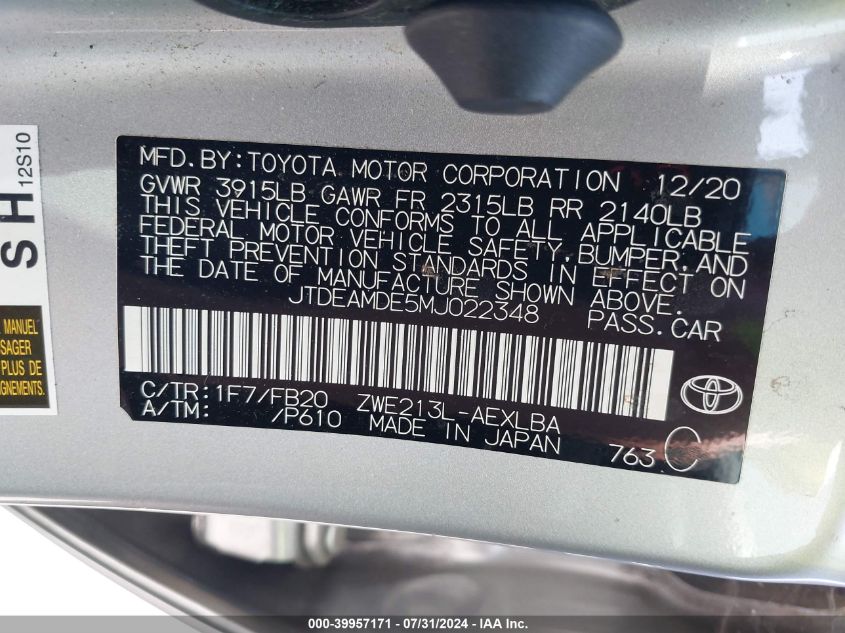 SH
12S10
MANUEL
SAGER
PLUS DE
IGNEMENTS.
MFD. BY: TOYOTA MOTOR CORPORATION 12/20
GVWR 3915LB GAWR FR 2315LB RR 2140LB
THIS VEHICLE CONFORMS TO ALL APPLICABLE
FEDERAL MOTOR VEHICLE SAFETY, BUMPER, AND
THEFT PREVENTION STANDARDS IN EFFECT ON
THE DATE OF MANUFACTURE SHOWN ABOVE.
JTDEAMDE5MJ022348 PASS. CAR
C/TR: 1F7/FB20 ZWE213L-AEXLBA
A/TM: /P610 MADE IN JAPAN 763 C
000-39957171 / 07/31/2024 - © IAA, Inc.